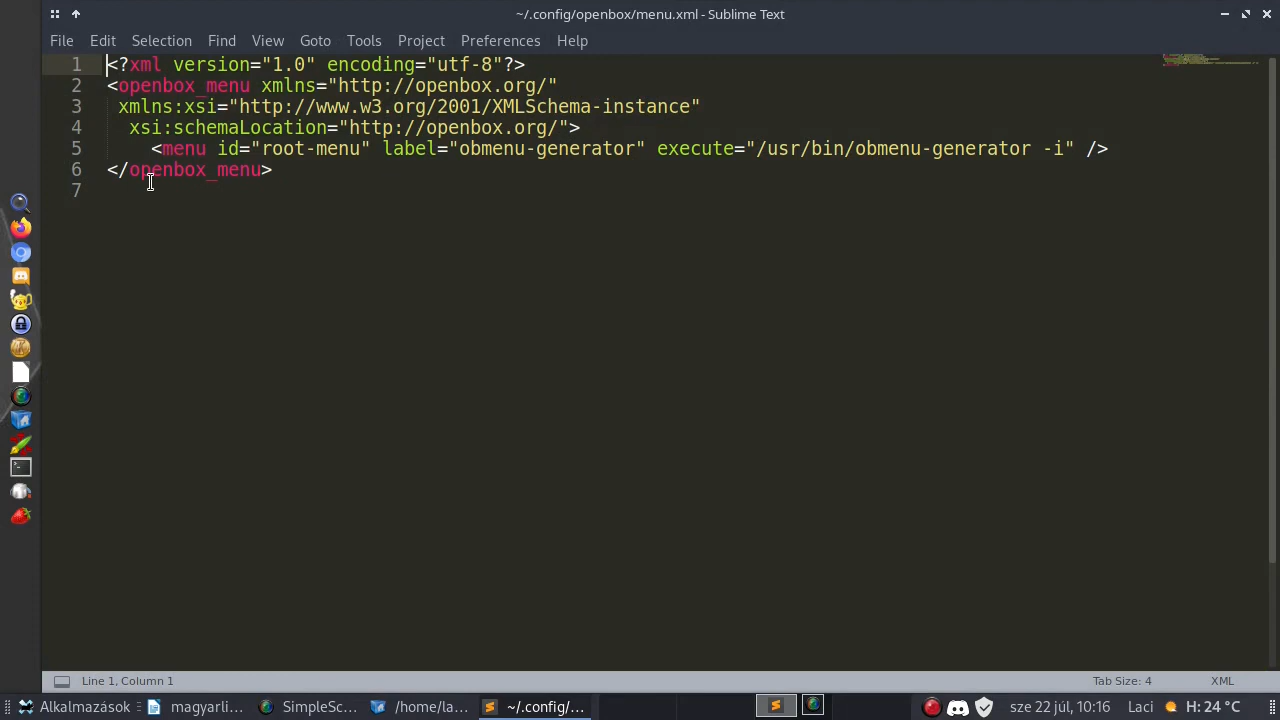 ~/.config/openbox/menu.xml - Sublime Text
File Edit Selection Find View Goto Tools Project Preferences Help
1 <?xml version="1.0" encoding="utf-8"?>
2 <openbox_menu xmlns="http://openbox.org/"
3 xmlns:xsi="http://www.w3.org/2001/XMLSchema-instance"
4 xsi:schemaLocation="http://openbox.org/">
5 <menu id="root-menu" label="obmenu-generator" execute="/usr/bin/obmenu-generator -i" />
6 </openbox_menu>
7
Line 1, Column 1 Tab Size: 4 XML
Alkalmazások magyarli... SimpleSc... /home/la... ~/.config/... sze 22 júl, 10:16 Laci H: 24 °C